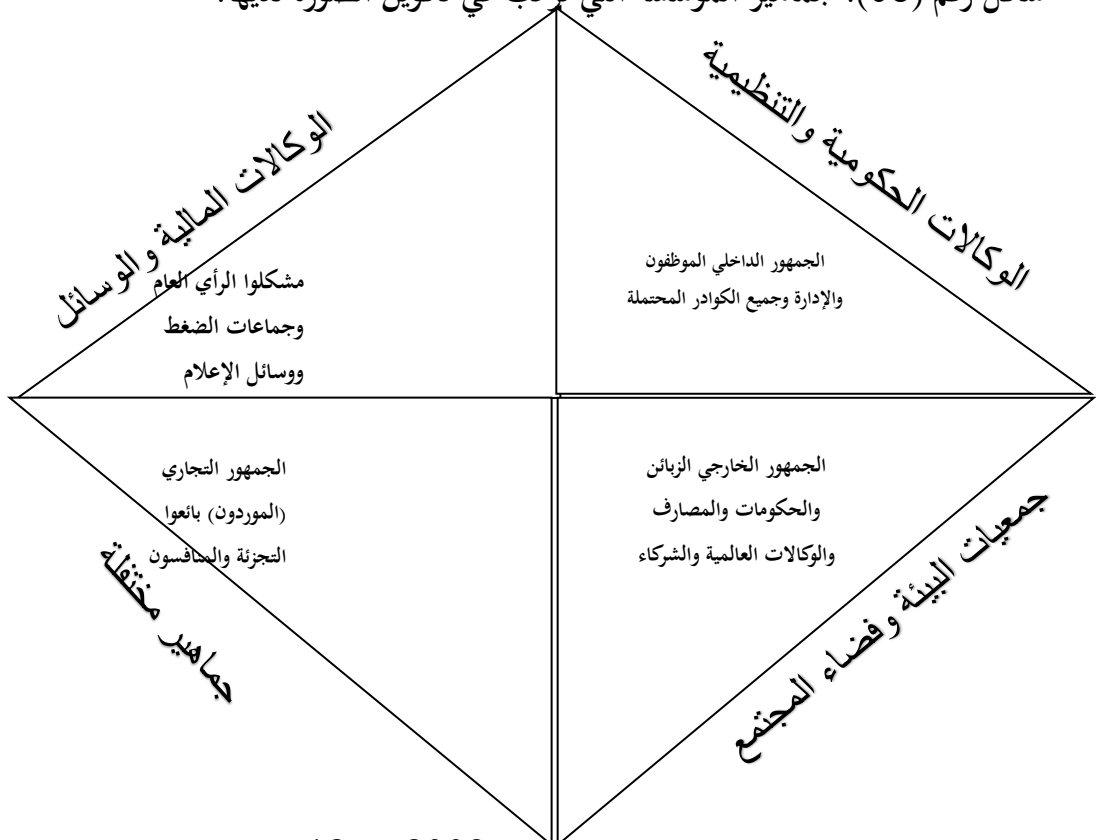 الوكالات الحكومية والتنظيمية
الوكالات المالية والوسائل
الجمهور الداخلي الموظفون
والإدارة وجميع الكوادر المحتملة
مشكلوا الرأي العام
وجماعات الضغط
ووسائل الإعلام
الجمهور الخارجي الزبائن
والحكومات والمصارف
والوكالات العالمية والشركاء
الجمهور التجاري
(الموردون) بائعوا
التجزئة والمنافسون
جمعيات البيئة وفضاء المجتمع
جماهير مختفلة